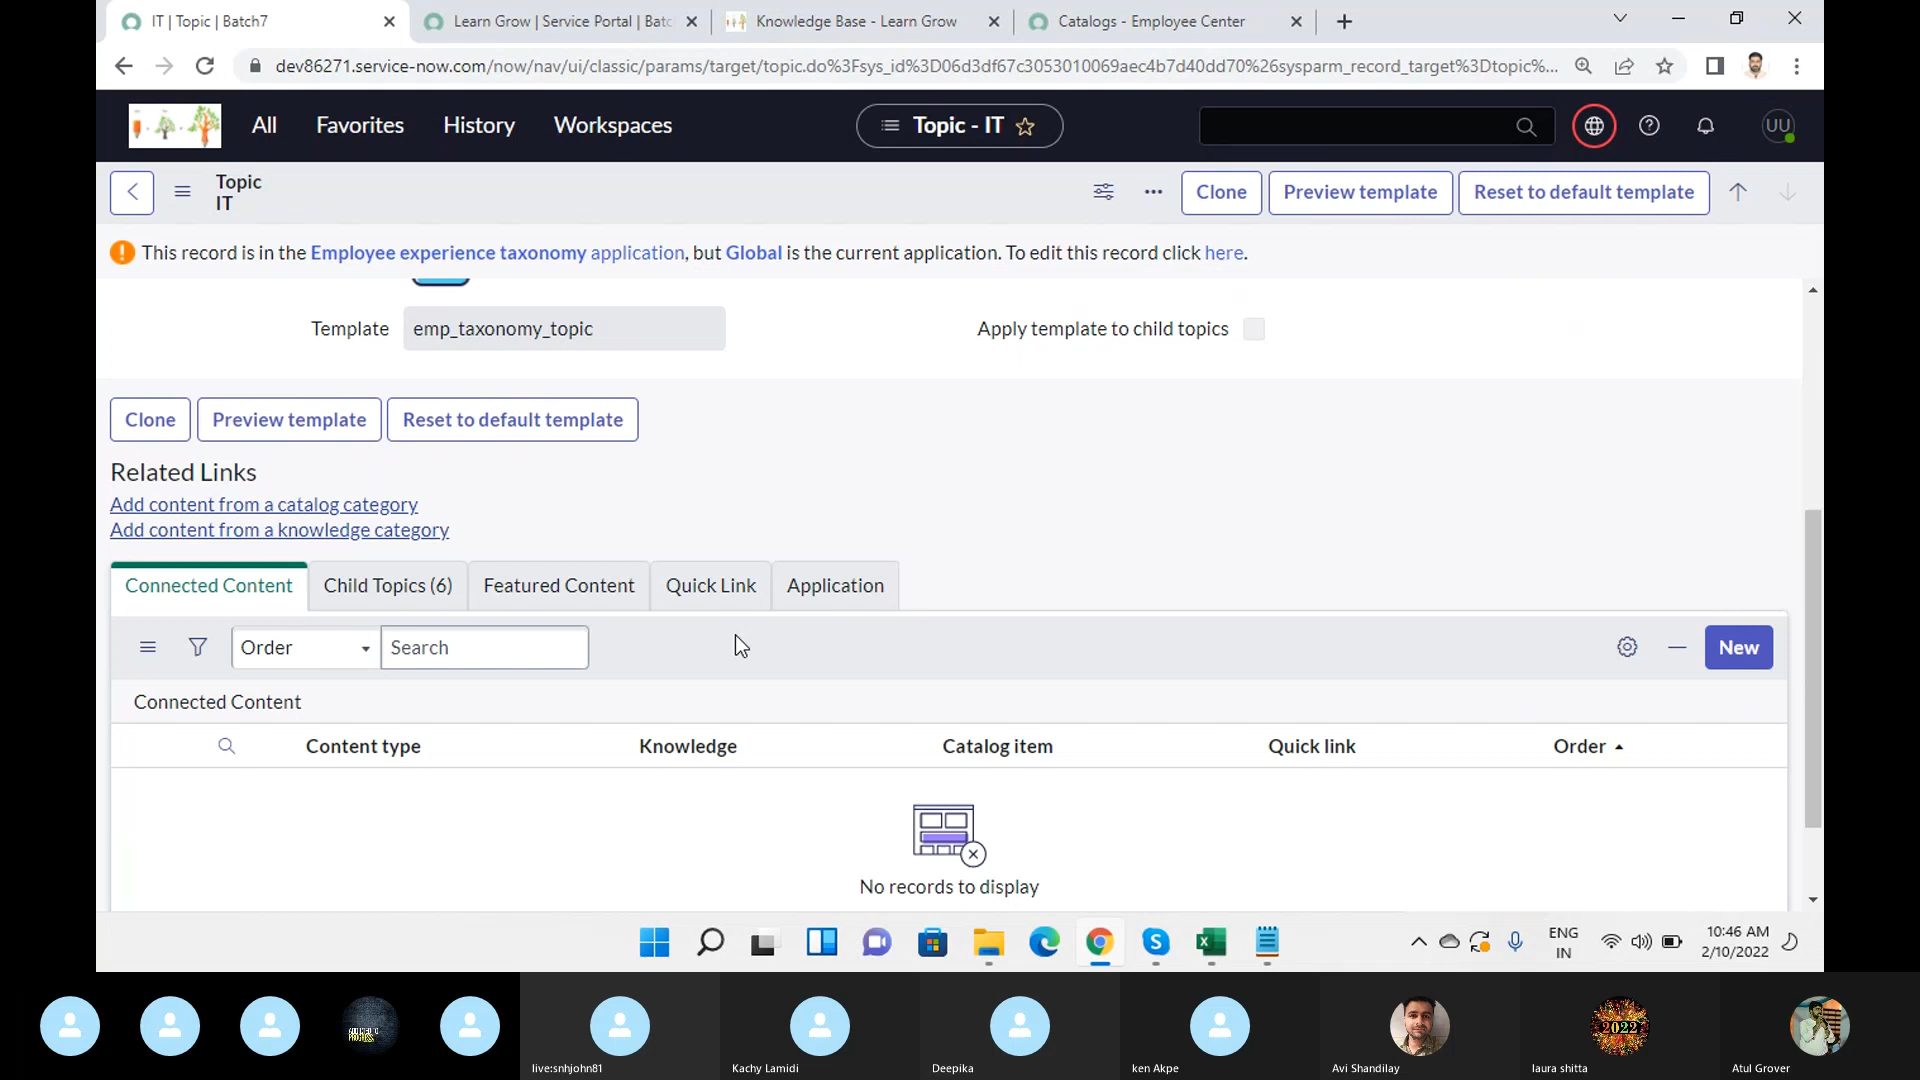 IT | Topic | Batch7
Learn Grow | Service Portal | Batc
Knowledge Base - Learn Grow
Catalogs - Employee Center
dev86271.service-now.com/now/nav/ui/classic/params/target/topic.do%3Fsys_id%3D06d3df67c3053010069aec4b7d40dd70%26sysparm_record_target%3Dtopic%...
All
Favorites
History
Workspaces
Topic - IT
UU
Topic
IT
Clone
Preview template
Reset to default template
This record is in the Employee experience taxonomy application, but Global is the current application. To edit this record click here.
Template
emp_taxonomy_topic
Apply template to child topics
Clone
Preview template
Reset to default template
Related Links
Add content from a catalog category
Add content from a knowledge category
Connected Content
Child Topics (6)
Featured Content
Quick Link
Application
Order
Search
New
Connected Content
Content type
Knowledge
Catalog item
Quick link
Order
No records to display
ENG
IN
10:46 AM
2/10/2022
2022
live:snhjohn81
Kachy Lamidi
Deepika
ken Akpe
Avi Shandilay
laura shitta
Atul Grover